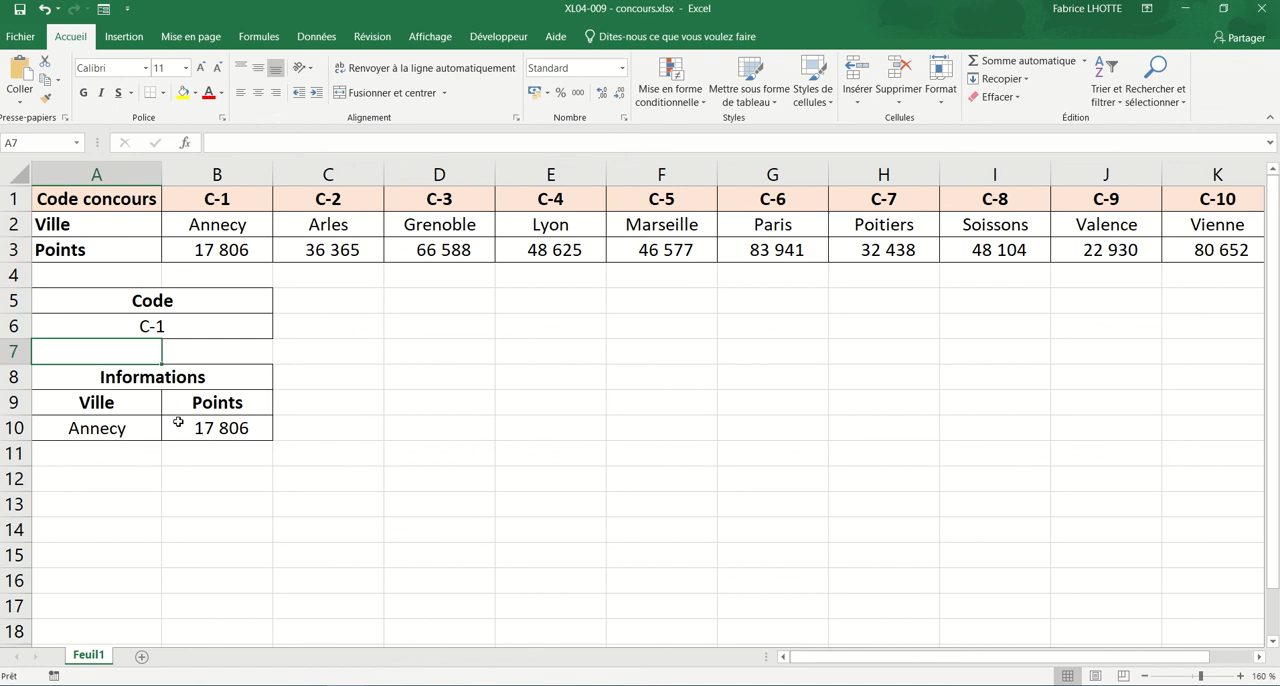 XL04-009 - concours.xlsx - Excel
Fabrice LHOTTE
Fichier Accueil Insertion Mise en page Formules Données Révision Affichage Aide Développeur Dites-nous ce que vous voulez faire Partager
Coller
Calibri 11
G I S
Renvoyer à la ligne automatiquement
Fusionner et centrer
Standard
% 000
Mise en forme conditionnelle
Mettre sous forme de tableau
Styles de cellules
Insérer Supprimer Format
Somme automatique
Recopier
Effacer
Trier et filtrer
Rechercher et sélectionner
Presse-papiers Police Alignement Nombre Styles Cellules Édition
A7 fx
A B C D E F G H I J K
1 Code concours C-1 C-2 C-3 C-4 C-5 C-6 C-7 C-8 C-9 C-10
2 Ville Annecy Arles Grenoble Lyon Marseille Paris Poitiers Soissons Valence Vienne
3 Points 17 806 36 365 66 588 48 625 46 577 83 941 32 438 48 104 22 930 80 652
4
5 Code
6 C-1
7
8 Informations
9 Ville Points
10 Annecy 17 806
11
12
13
14
15
16
17
18
Feuil1
Prêt
160 %